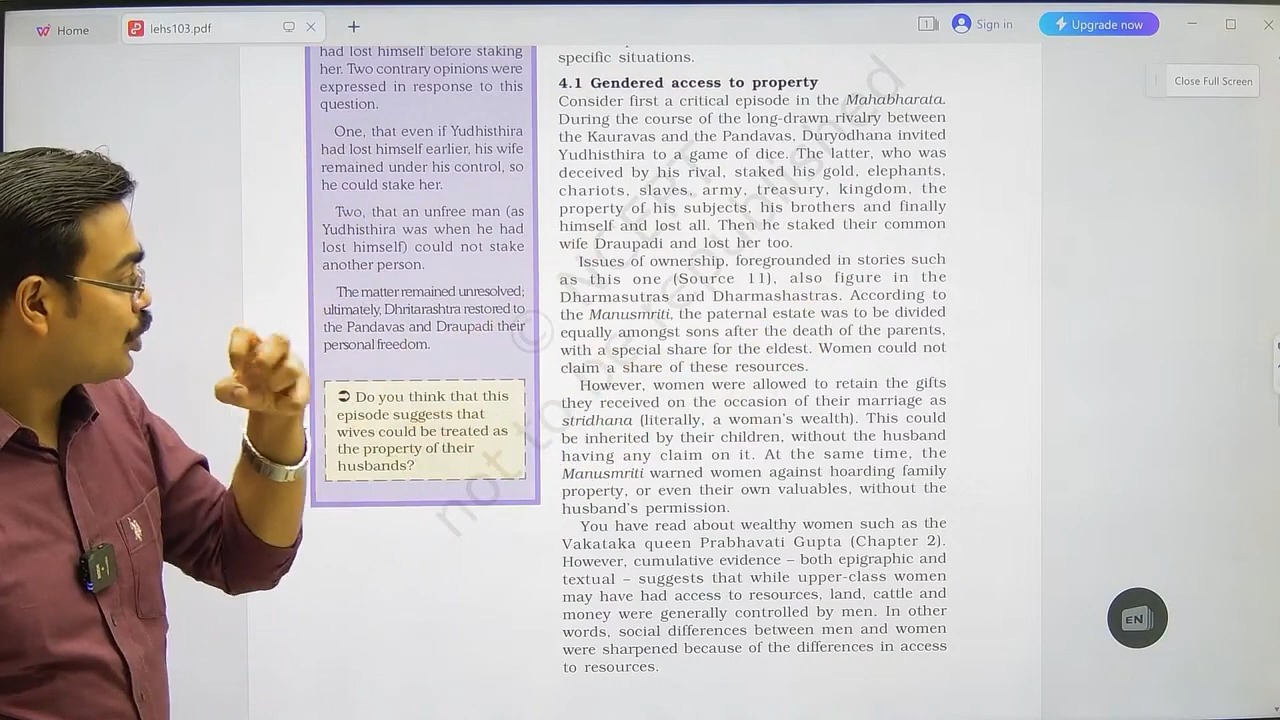 Home
lehs103.pdf
1
Sign in
Upgrade now
Close Full Screen
had lost himself before staking
her. Two contrary opinions were
expressed in response to this
question.
One, that even if Yudhisthira
had lost himself earlier, his wife
remained under his control, so
he could stake her.
Two, that an unfree man (as
Yudhisthira was when he had
lost himself) could not stake
another person.
The matter remained unresolved;
ultimately, Dhritarashtra restored to
the Pandavas and Draupadi their
personal freedom.
➲ Do you think that this
episode suggests that
wives could be treated as
the property of their
husbands?
specific situations.
4.1 Gendered access to property
Consider first a critical episode in the Mahabharata.
During the course of the long-drawn rivalry between
the Kauravas and the Pandavas, Duryodhana invited
Yudhisthira to a game of dice. The latter, who was
deceived by his rival, staked his gold, elephants,
chariots, slaves, army, treasury, kingdom, the
property of his subjects, his brothers and finally
himself and lost all. Then he staked their common
wife Draupadi and lost her too.
Issues of ownership, foregrounded in stories such
as this one (Source 11), also figure in the
Dharmasutras and Dharmashastras. According to
the Manusmriti, the paternal estate was to be divided
equally amongst sons after the death of the parents,
with a special share for the eldest. Women could not
claim a share of these resources.
However, women were allowed to retain the gifts
they received on the occasion of their marriage as
stridhana (literally, a woman's wealth). This could
be inherited by their children, without the husband
having any claim on it. At the same time, the
Manusmriti warned women against hoarding family
property, or even their own valuables, without the
husband's permission.
You have read about wealthy women such as the
Vakataka queen Prabhavati Gupta (Chapter 2).
However, cumulative evidence – both epigraphic and
textual – suggests that while upper-class women
may have had access to resources, land, cattle and
money were generally controlled by men. In other
words, social differences between men and women
were sharpened because of the differences in access
to resources.
© NCERT
not to be republished
EN